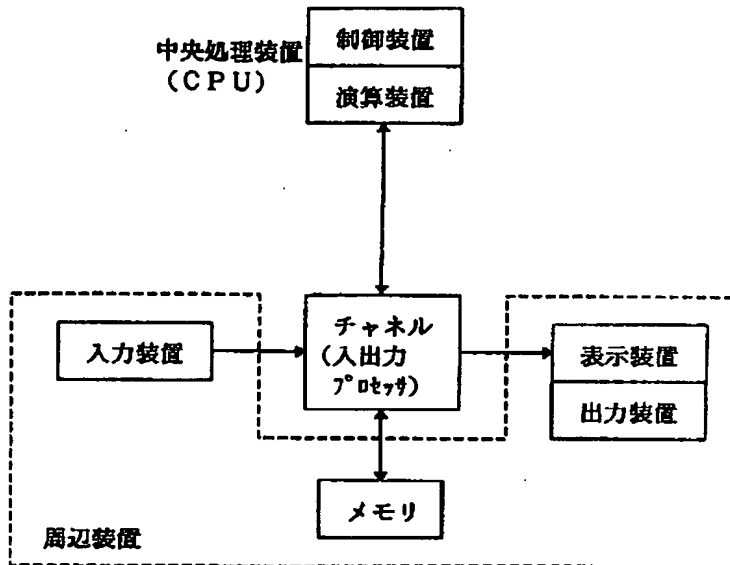 中央処理装置
(CPU)
制御装置
演算装置
入力装置
チャネル
(入出力
プロセッサ)
表示装置
出力装置
メモリ
周辺装置